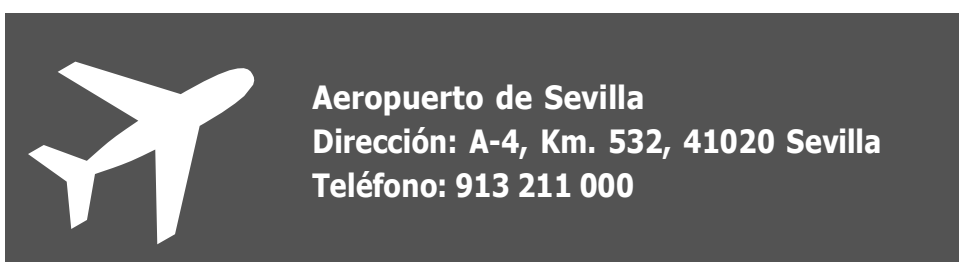 Aeropuerto de Sevilla
Dirección: A-4, Km. 532, 41020 Sevilla
Teléfono: 913 211 000